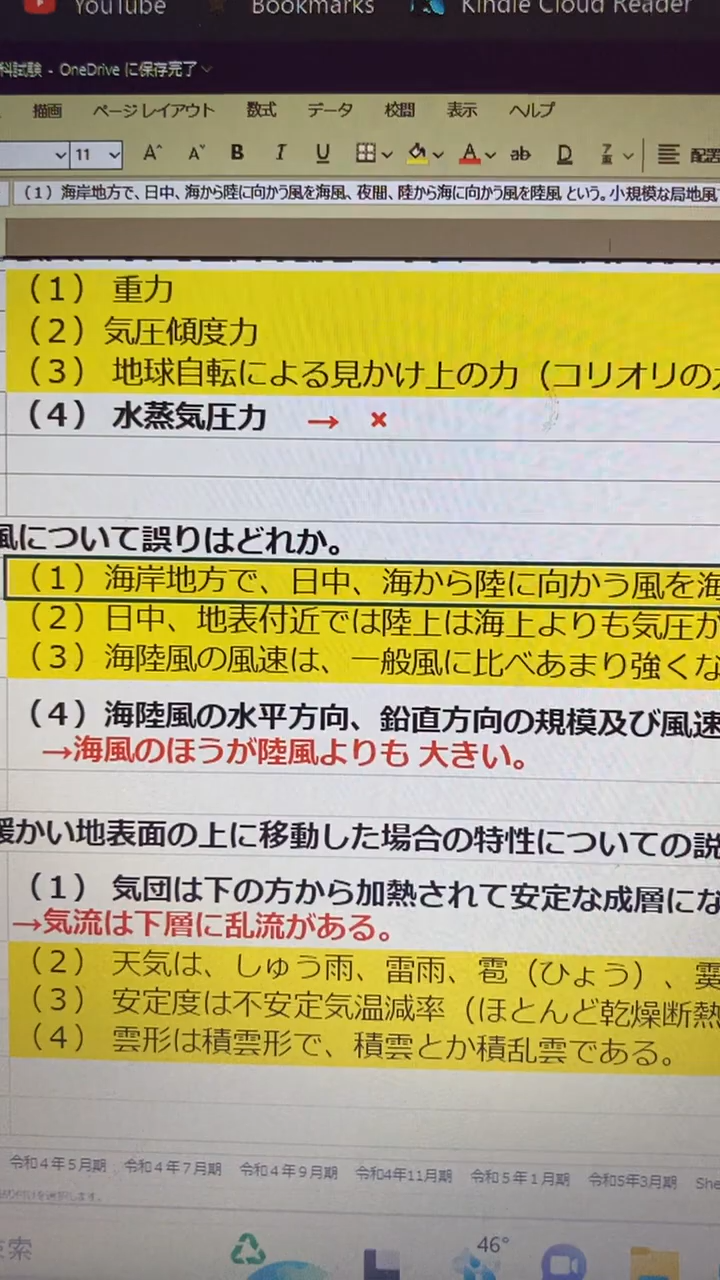 YouTube Bookmarks Kindle Cloud Reader
科試験 - OneDrive に保存完了
描画 ページ レイアウト 数式 データ 校閲 表示 ヘルプ
11 A^ A˅ B I U A ab D 配置
（1）海岸地方で、日中、海から陸に向かう風を海風、夜間、陸から海に向かう風を陸風 という。小規模な局地風
（１） 重力
（２）気圧傾度力
（３） 地球自転による見かけ上の力（コリオリの
（４） 水蒸気圧力 → ×
風について誤りはどれか。
（１）海岸地方で、日中、海から陸に向かう風を海
（２）日中、地表付近では陸上は海上よりも気圧が
（３）海陸風の風速は、一般風に比べあまり強くな
（４）海陸風の水平方向、鉛直方向の規模及び風速
→海風のほうが陸風よりも 大きい。
暖かい地表面の上に移動した場合の特性についての説
（１） 気団は下の方から加熱されて安定な成層にな
→気流は下層に乱流がある。
（２） 天気は、しゅう雨、雷雨、雹（ひょう）、霙
（３） 安定度は不安定気温減率（ほとんど乾燥断熱
（４） 雲形は積雲形で、積雲とか積乱雲である。
令和４年５月期 令和４年７月期 令和４年９月期 令和4年11月期 令和５年１月期 令和5年3月期 She
検索 46°